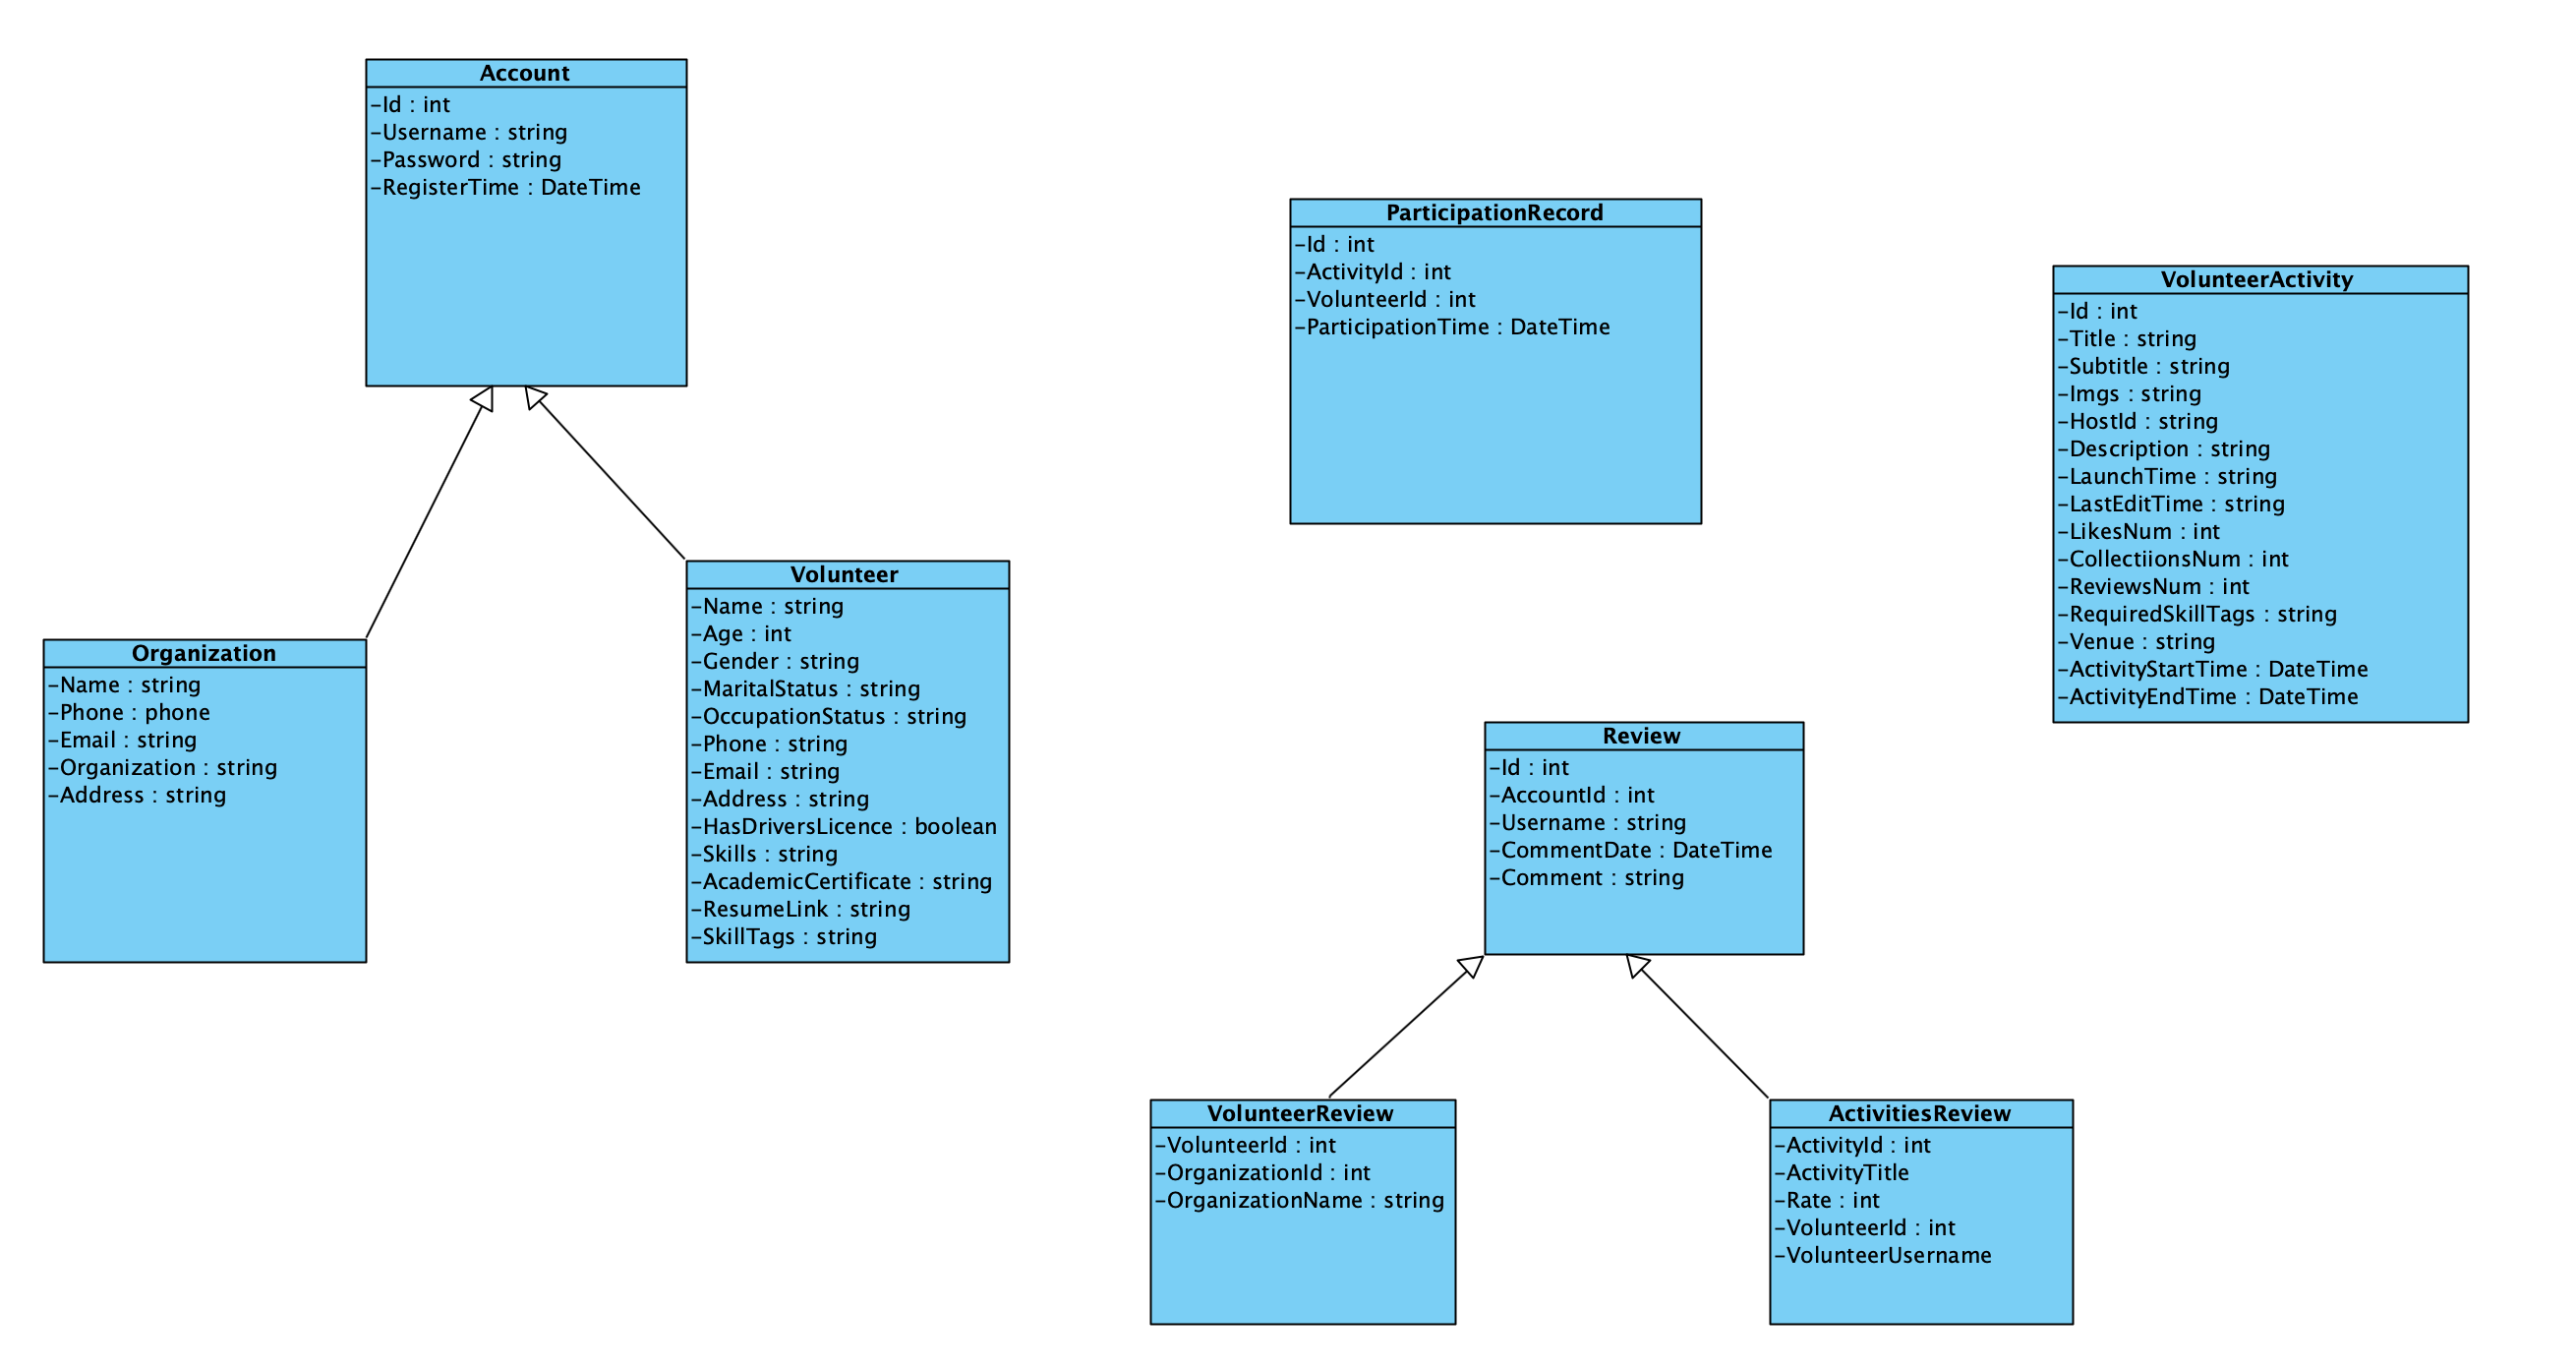 Account
-Id : int
-Username : string
-Password : string
-RegisterTime : DateTime
ParticipationRecord
-Id : int
-ActivityId : int
-VolunteerId : int
-ParticipationTime : DateTime
VolunteerActivity
-Id : int
-Title : string
-Subtitle : string
-Imgs : string
-HostId : string
-Description : string
-LaunchTime : string
-LastEditTime : string
-LikesNum : int
-CollectiionsNum : int
-ReviewsNum : int
-RequiredSkillTags : string
-Venue : string
-ActivityStartTime : DateTime
-ActivityEndTime : DateTime
Organization
-Name : string
-Phone : phone
-Email : string
-Organization : string
-Address : string
Volunteer
-Name : string
-Age : int
-Gender : string
-MaritalStatus : string
-OccupationStatus : string
-Phone : string
-Email : string
-Address : string
-HasDriversLicence : boolean
-Skills : string
-AcademicCertificate : string
-ResumeLink : string
-SkillTags : string
Review
-Id : int
-AccountId : int
-Username : string
-CommentDate : DateTime
-Comment : string
VolunteerReview
-VolunteerId : int
-OrganizationId : int
-OrganizationName : string
ActivitiesReview
-ActivityId : int
-ActivityTitle
-Rate : int
-VolunteerId : int
-VolunteerUsername